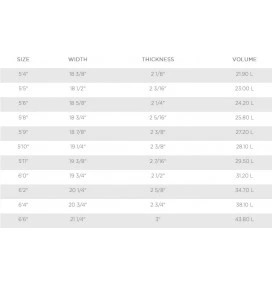 SIZE WIDTH THICKNESS VOLUME
5'4" 18 3/8" 2 1/8" 21.90 L
5'5" 18 1/2" 2 3/16" 23.00 L
5'6" 18 5/8" 2 1/4" 24.20 L
5'8" 18 3/4" 2 5/16" 25.80 L
5'9" 18 7/8" 2 3/8" 27.20 L
5'10" 19 1/4" 2 3/8" 28.10 L
5'11" 19 3/8" 2 7/16" L
6'0" 19 3/4" 2 1/2" 31.20 L
6'2" 20 1/4" 2 5/8" 34.70 L
6'4" 20 3/4" 2 3/4" 38.10 L
6'6" 21 1/4" 3" 43.80 L